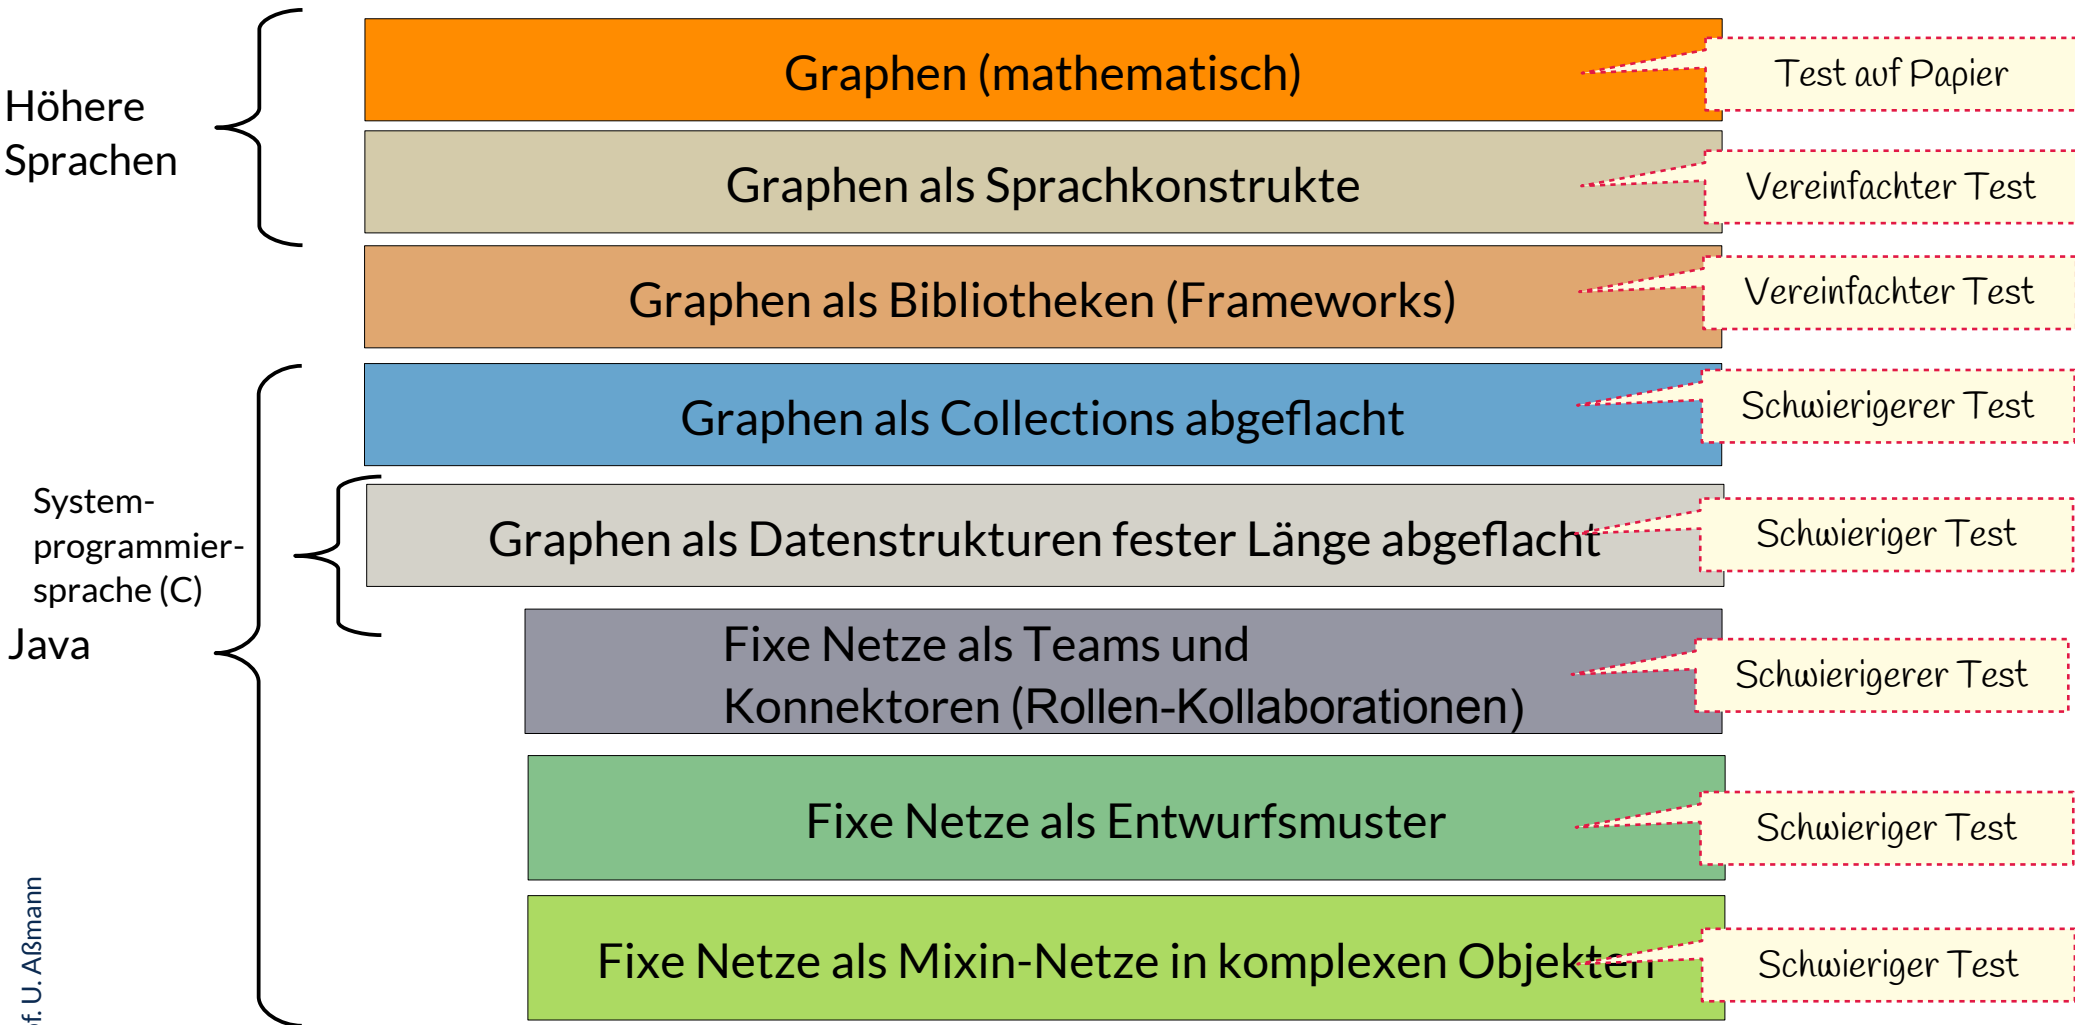 Höhere
Sprachen
Graphen (mathematisch)
Test auf Papier
Graphen als Sprachkonstrukte
Vereinfachter Test
Graphen als Bibliotheken (Frameworks)
Vereinfachter Test
Graphen als Collections abgeflacht
Schwierigerer Test
System-
programmier-
sprache (C)
Java
Graphen als Datenstrukturen fester Länge abgeflacht
Schwieriger Test
Fixe Netze als Teams und
Konnektoren (Rollen-Kollaborationen)
Schwierigerer Test
Fixe Netze als Entwurfsmuster
Schwieriger Test
Fixe Netze als Mixin-Netze in komplexen Objekten
Schwieriger Test
U. Aßmann